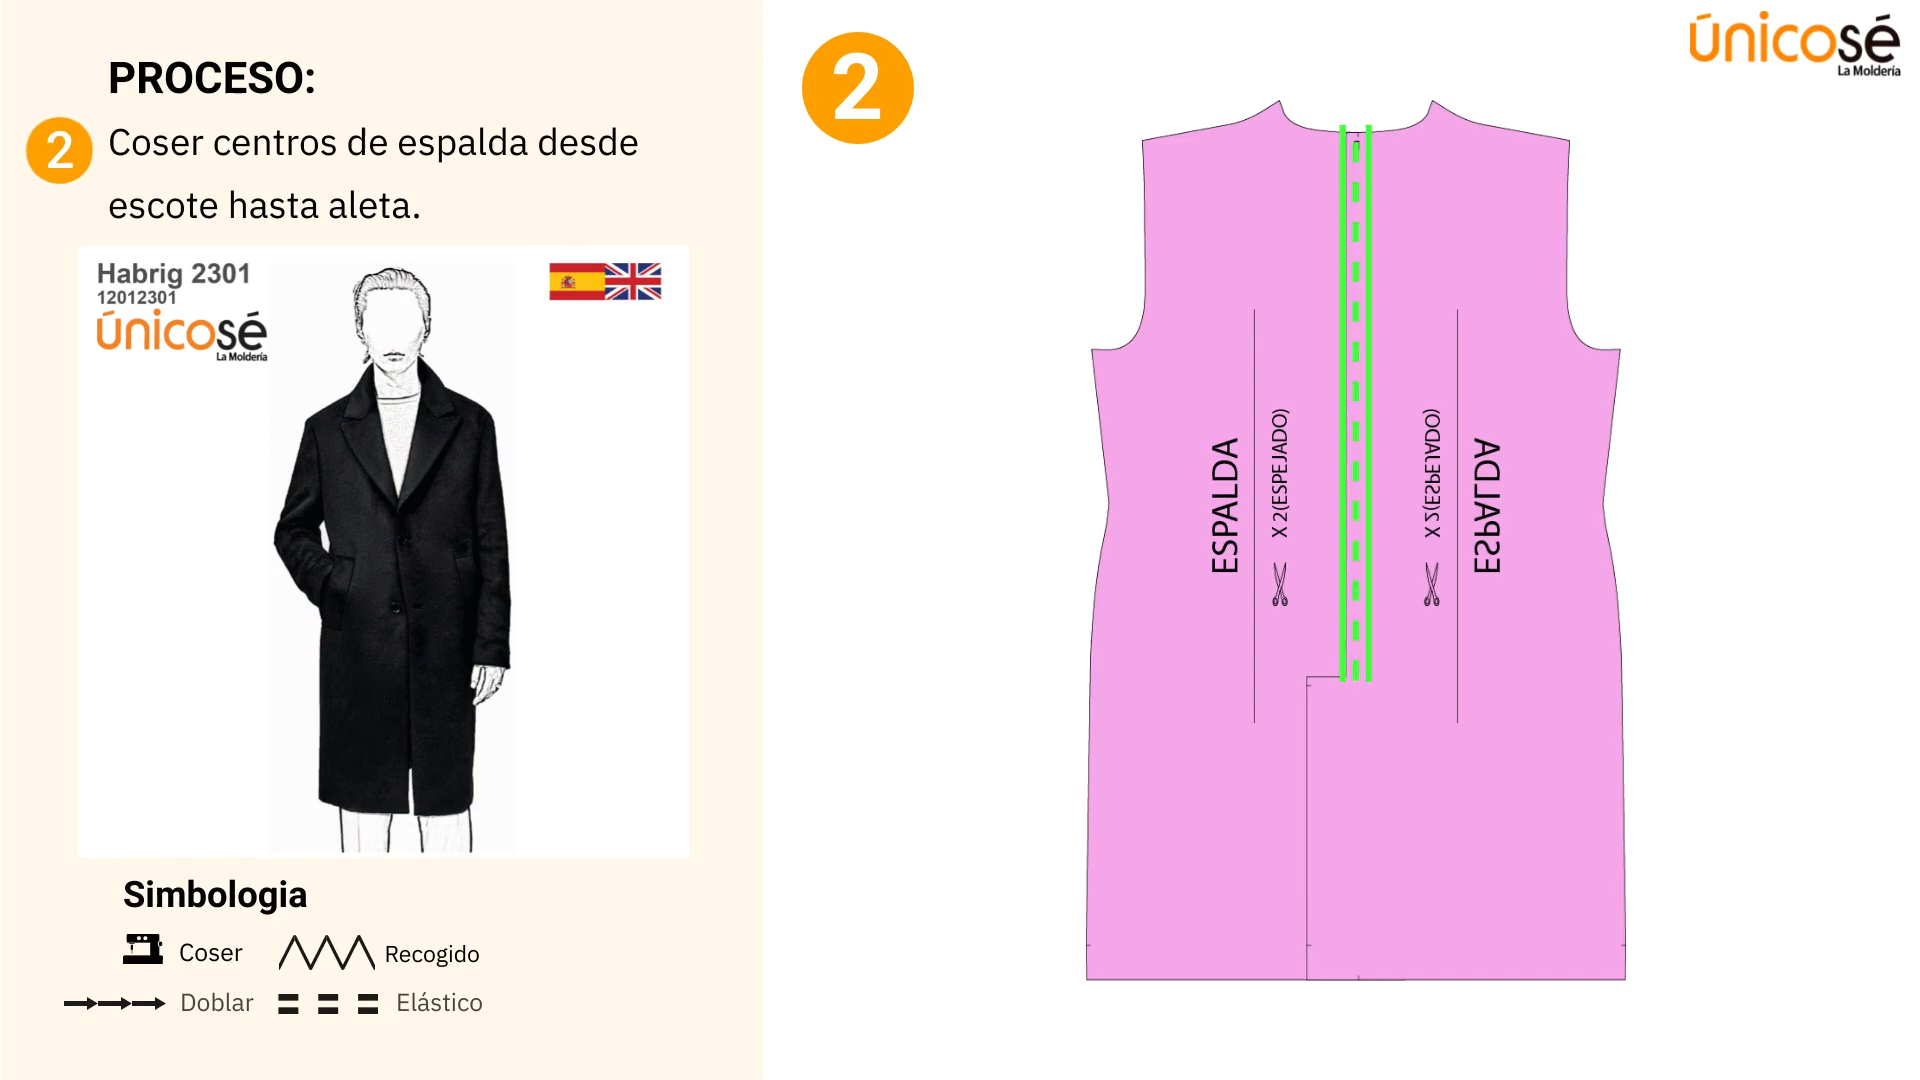 PROCESO:
2
Coser centros de espalda desde
escote hasta aleta.
Habrig 2301
12012301
únicosé
La Moldería
Simbologia
Coser
Recogido
Doblar
Elástico
2
únicosé
La Moldería
ESPALDA
X 2(ESPEJADO)
X 2(ESPEJADO)
ESPALDA